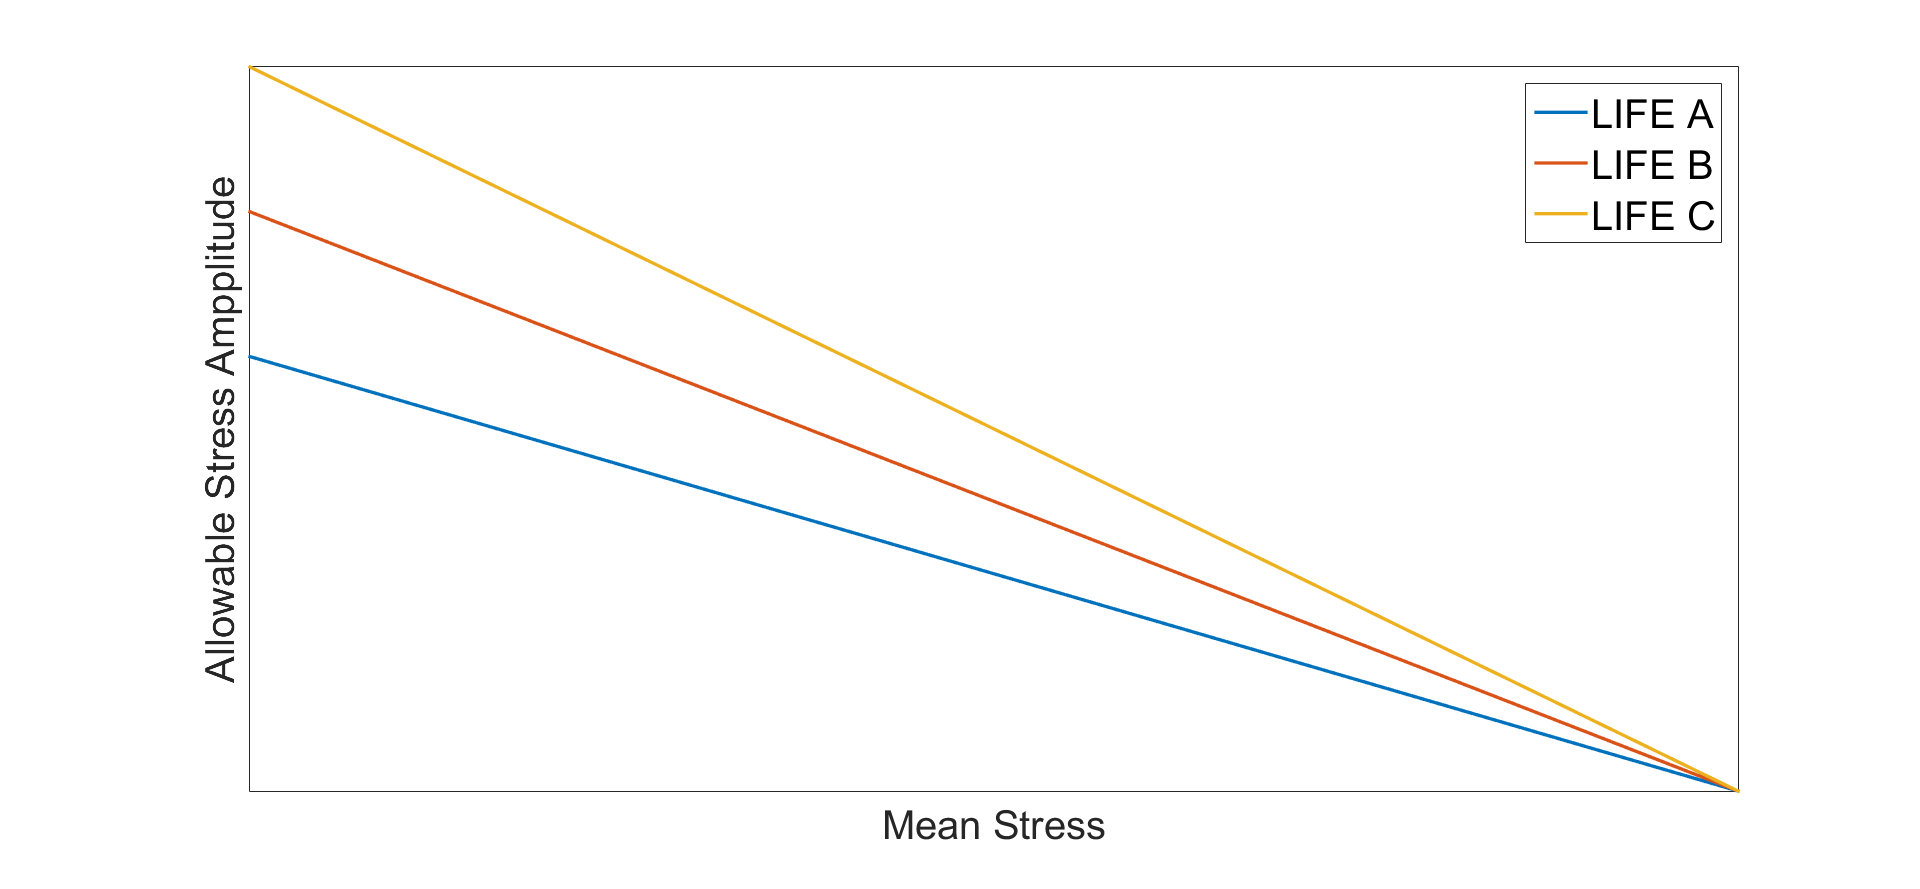 LIFE A
LIFE B
LIFE C
Allowable Stress Ampplitude
Mean Stress